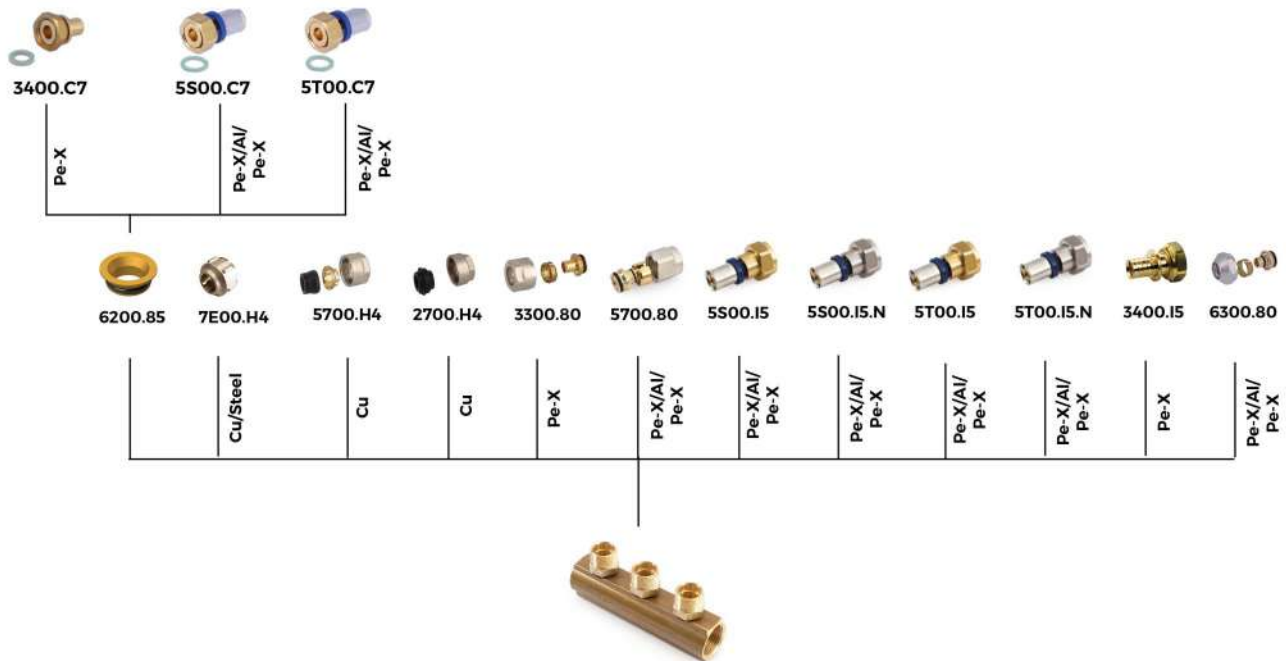 3400.C7
5S00.C7
5T00.C7
Pe-X
Pe-X/Al/
Pe-X
Pe-X/Al/
Pe-X
6200.85
7E00.H4
5700.H4
2700.H4
3300.80
5700.80
5S00.I5
5S00.I5.N
5T00.I5
5T00.I5.N
3400.I5
6300.80
Cu/Steel
Cu
Cu
Pe-X
Pe-X/Al/
Pe-X
Pe-X/Al/
Pe-X
Pe-X/Al/
Pe-X
Pe-X/Al/
Pe-X
Pe-X/Al/
Pe-X
Pe-X
Pe-X/Al/
Pe-X